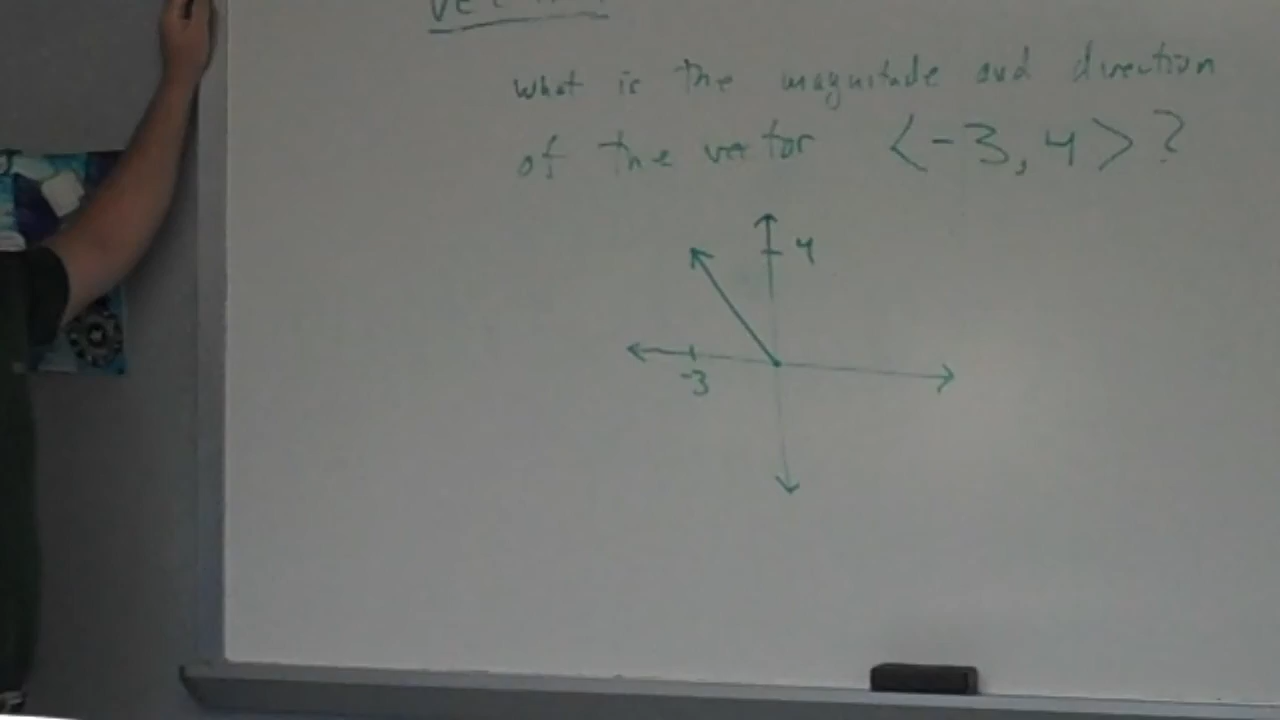 what is the magnitude and direction
of the vector <-3, 4>?
4
-3